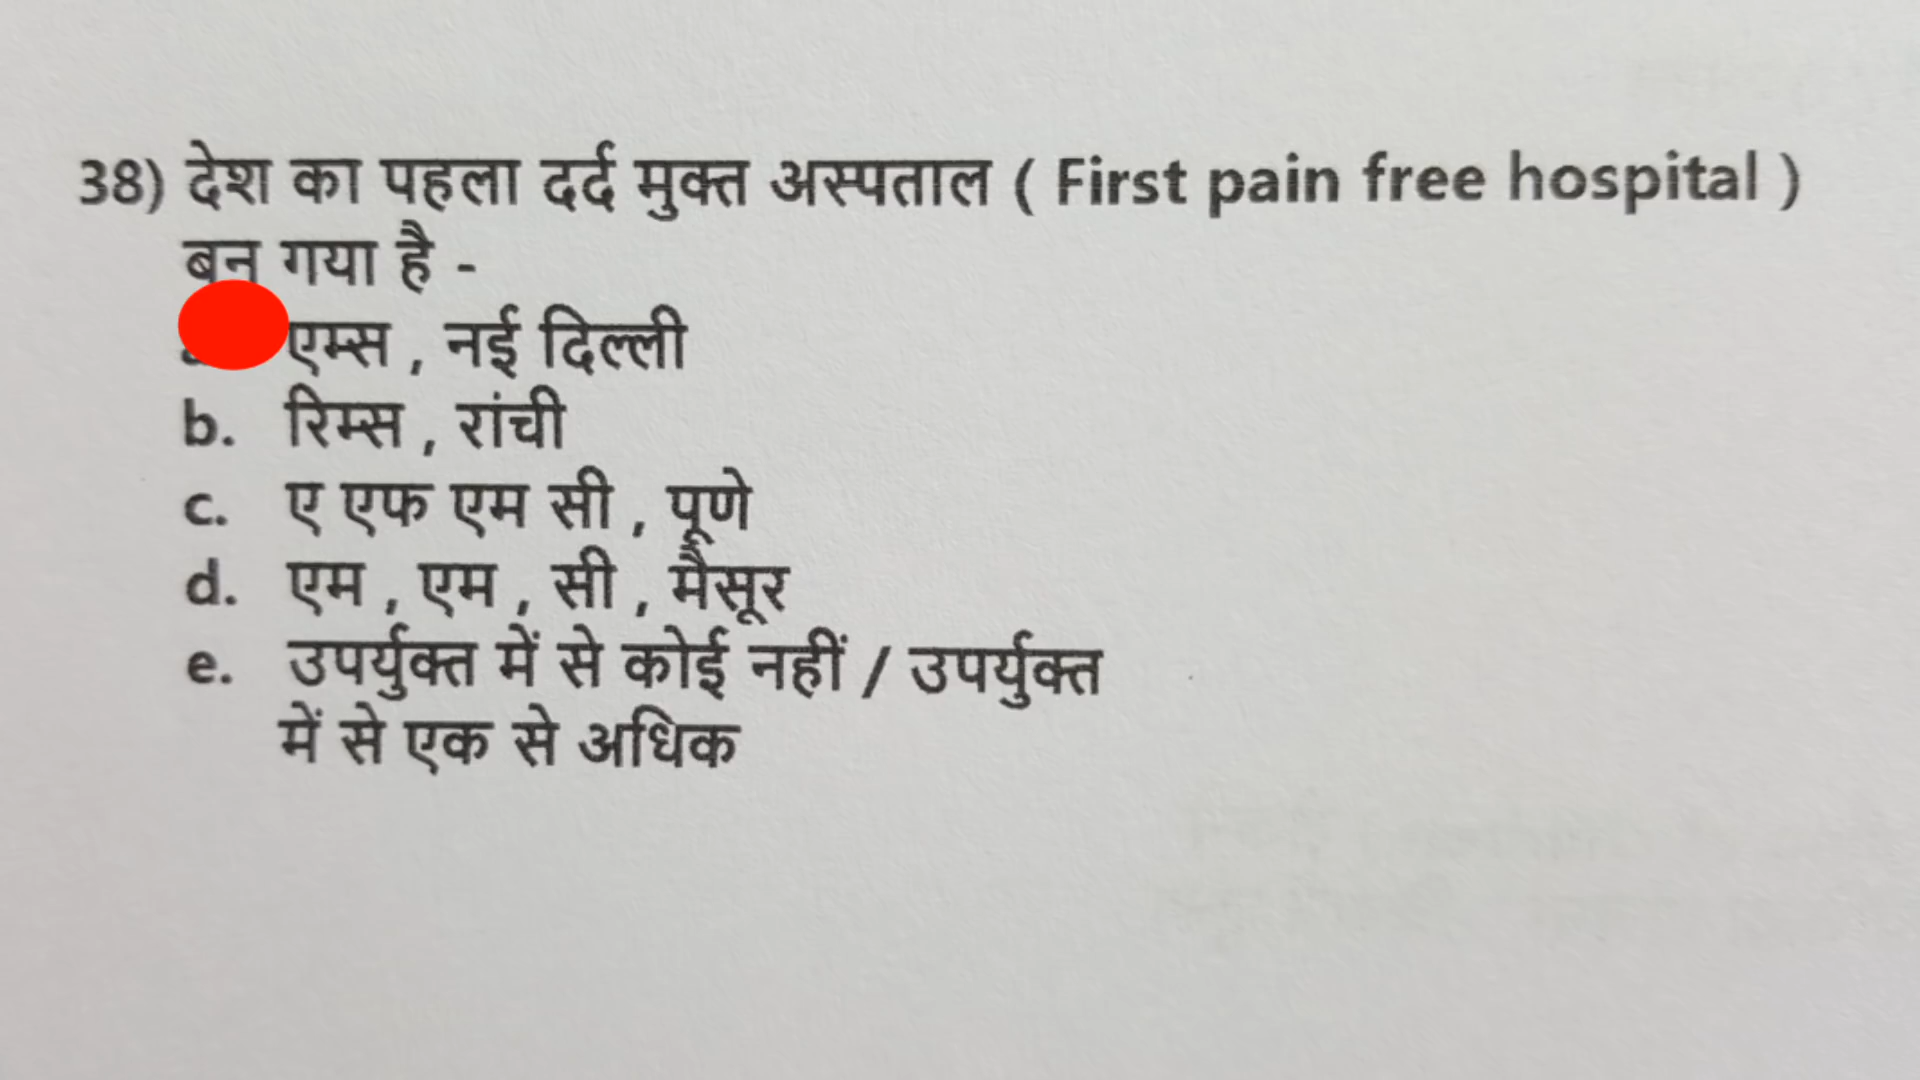 38) देश का पहला दर्द मुक्त अस्पताल ( First pain free hospital )
बन गया है -
एम्स , नई दिल्ली
b. रिम्स , रांची
c. ए एफ एम सी , पूणे
d. एम , एम , सी , मैसूर
e. उपर्युक्त में से कोई नहीं / उपर्युक्त
में से एक से अधिक